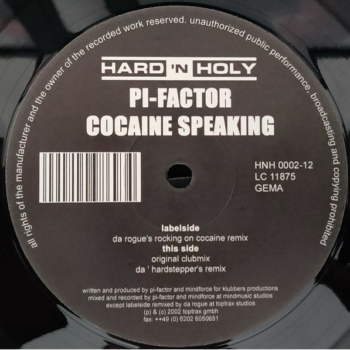 all rights of the manufacturer and the owner of the recorded work reserved. unauthorized public performance, broadcasting and copying prohibited
HARD 'N HOLY
PI-FACTOR
COCAINE SPEAKING
HNH 0002-12
LC 11875
GEMA
labelside
da rogue's rocking on cocaine remix
this side
original clubmix
da ' hardstepper's remix
written and produced by pi-factor and mindforce for klubbers productions
mixed and recorded by pi-factor and mindforce at mindmusic studios
except labelside remixed by da rogue at toptrax studios
(p) & (c) 2002 toptrax gmbh
fax: ++49 (0) 6202 6050681